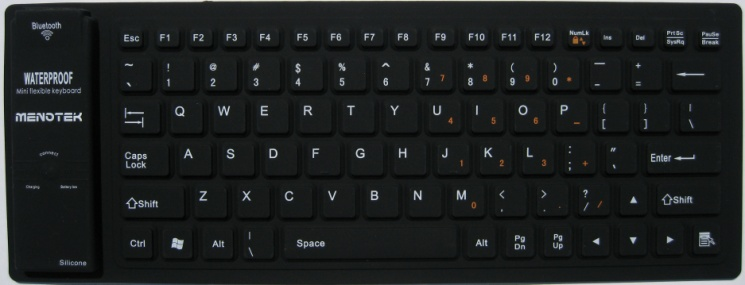 Bluetooth
WATERPROOF
Mini flexible keyboard
MENOTEK
CONNECT
Charging Battery low
Silicone
Esc F1 F2 F3 F4 F5 F6 F7 F8 F9 F10 F11 F12 NumLk Ins Del Prt Sc SysRq Pause Break
~ ! @ # $ % ^ & * ( ) — +
、 1 2 3 4 5 6 7 7 8 8 9 9 0 * - =
Q W E R T Y U 4 I 5 O 6 P - { [ } ] | \
Caps Lock A S D F G H J 1 K 2 L 3 : ; + " 、 Enter
Shift Z X C V B N M 0 < , > . . ? / / Shift
Ctrl Alt | \ Space Alt Pg Dn Pg Up